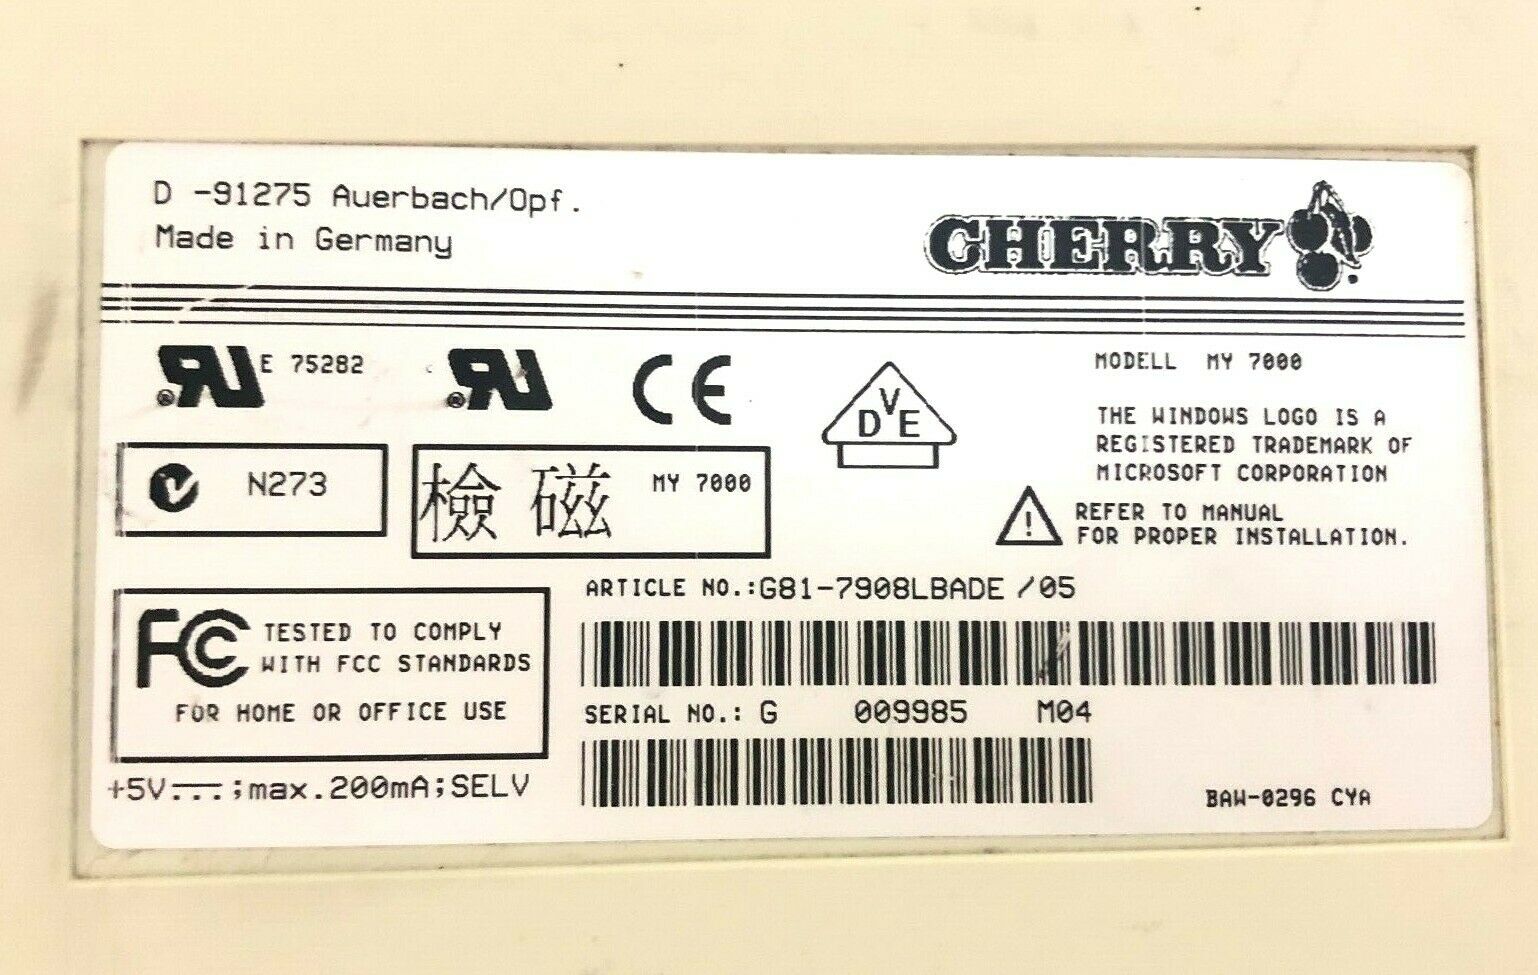 D -91275 Auerbach/Opf.
Made in Germany
CHERRY
E 75282
CE
VDE
MODELL MY 7000
THE WINDOWS LOGO IS A
REGISTERED TRADEMARK OF
MICROSOFT CORPORATION
N273
檢磁 MY 7000
! REFER TO MANUAL
FOR PROPER INSTALLATION.
ARTICLE NO.:G81-7908LBADE /05
FC TESTED TO COMPLY
WITH FCC STANDARDS
FOR HOME OR OFFICE USE
SERIAL NO.: G 009985 M04
+5V⎓;max.200mA;SELV
BAW-0296 CYA